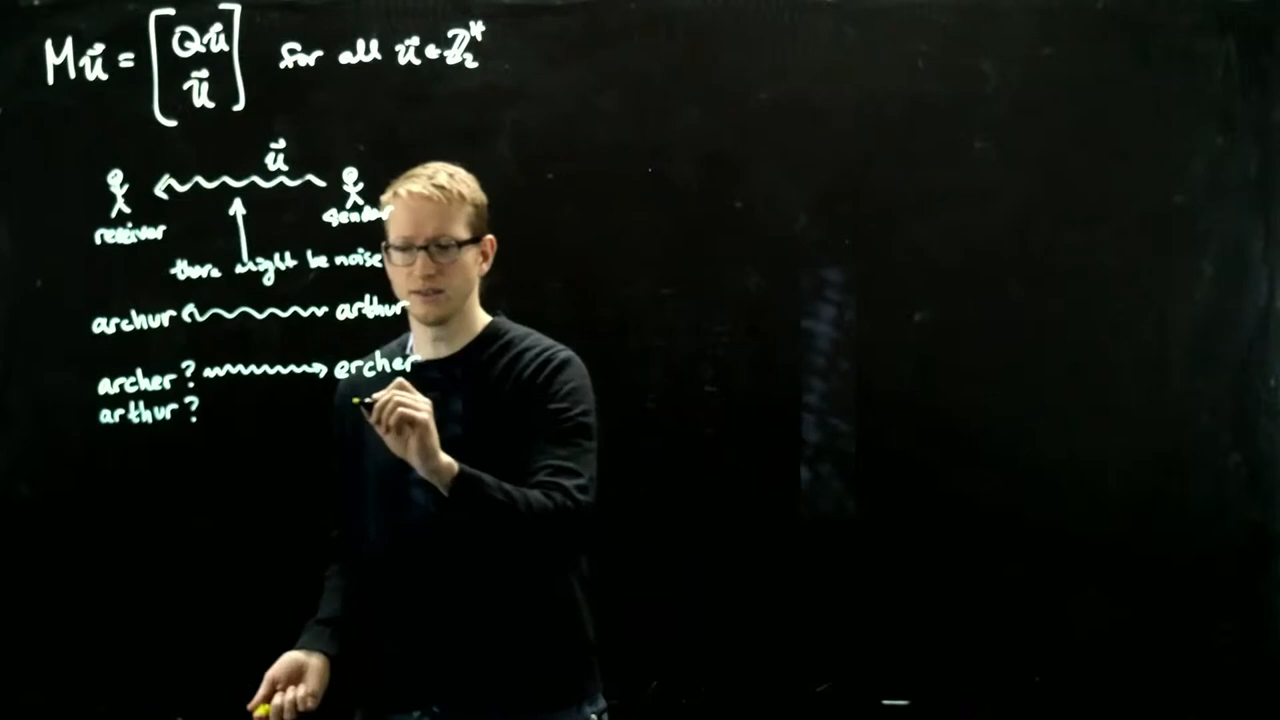 Mu⃗ = [Qu⃗ u⃗] for all u⃗ ∈ ℤ₂⁴
u⃗
receiver sender
there might be noise
archur arthur
archer? ercher
arthur?